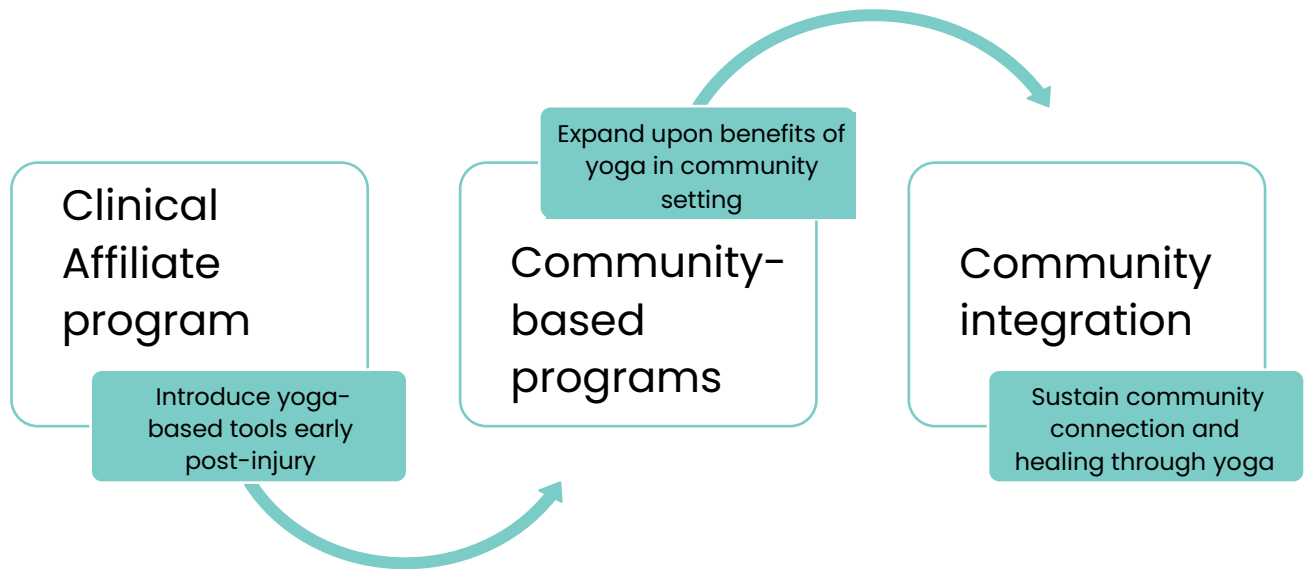 Clinical
Affiliate
program
Introduce yoga-
based tools early
post-injury
Expand upon benefits of
yoga in community
setting
Community-
based
programs
Community
integration
Sustain community
connection and
healing through yoga